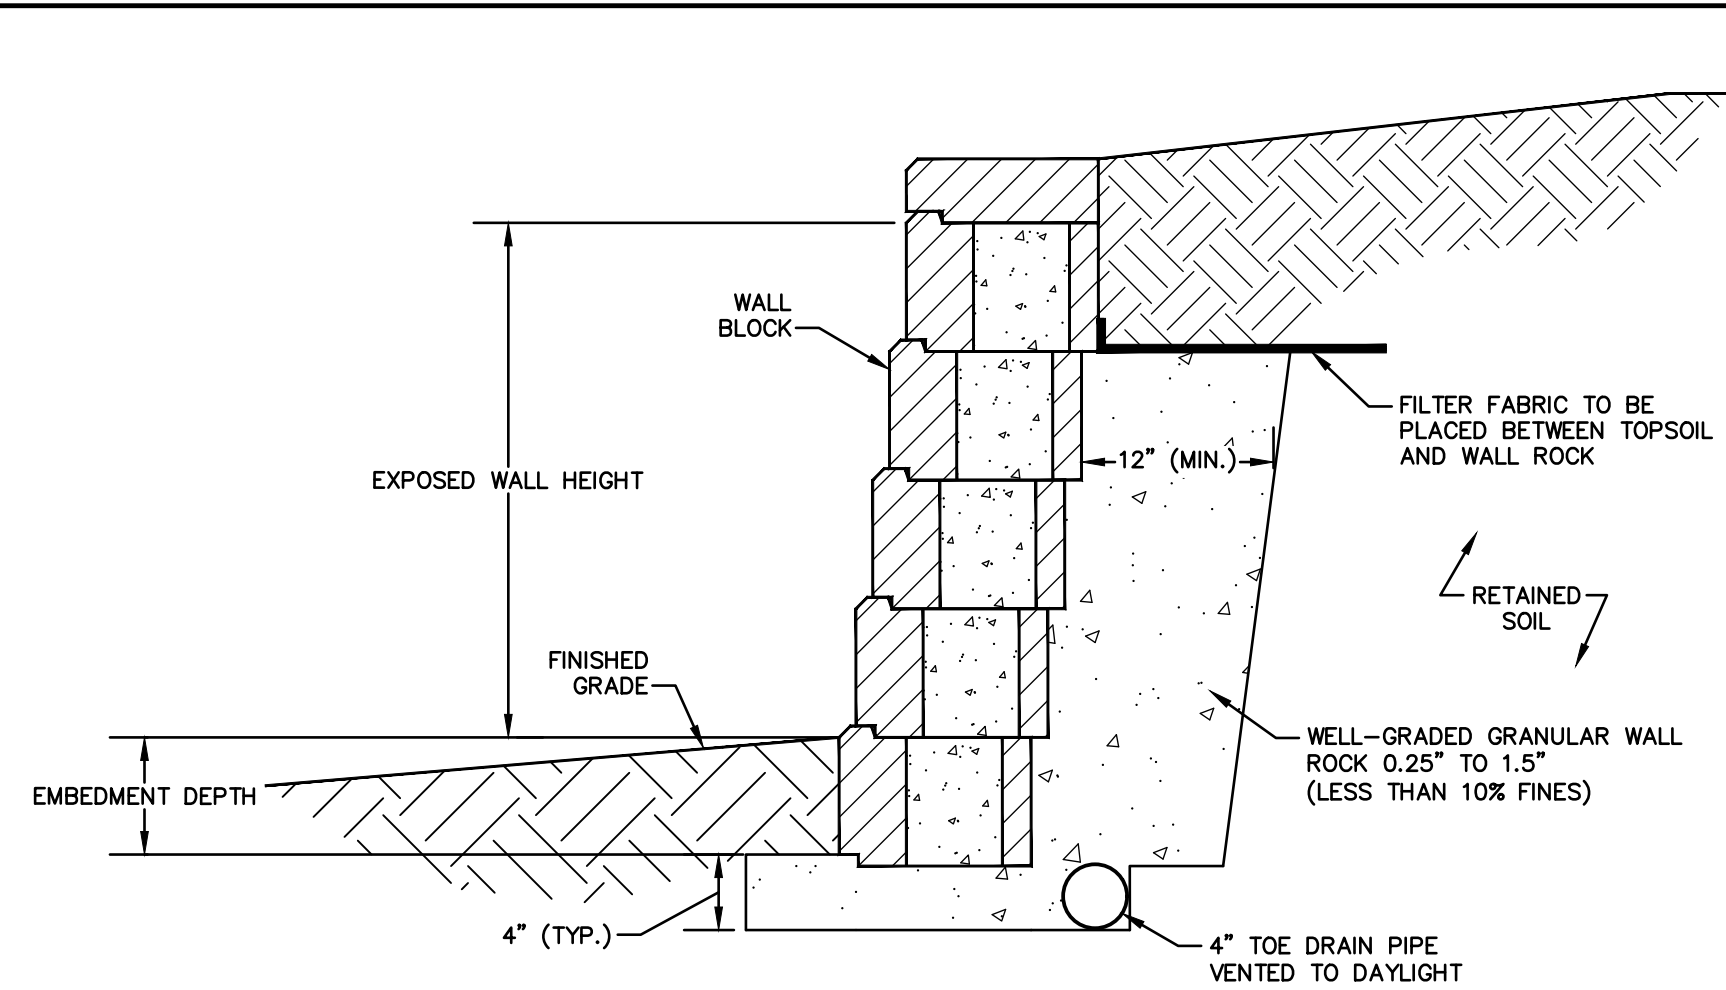 WALL
BLOCK
FILTER FABRIC TO BE
PLACED BETWEEN TOPSOIL
AND WALL ROCK
12" (MIN.)
EXPOSED WALL HEIGHT
RETAINED
SOIL
FINISHED
GRADE
WELL-GRADED GRANULAR WALL
ROCK 0.25" TO 1.5"
(LESS THAN 10% FINES)
EMBEDMENT DEPTH
4" (TYP.)
4" TOE DRAIN PIPE
VENTED TO DAYLIGHT